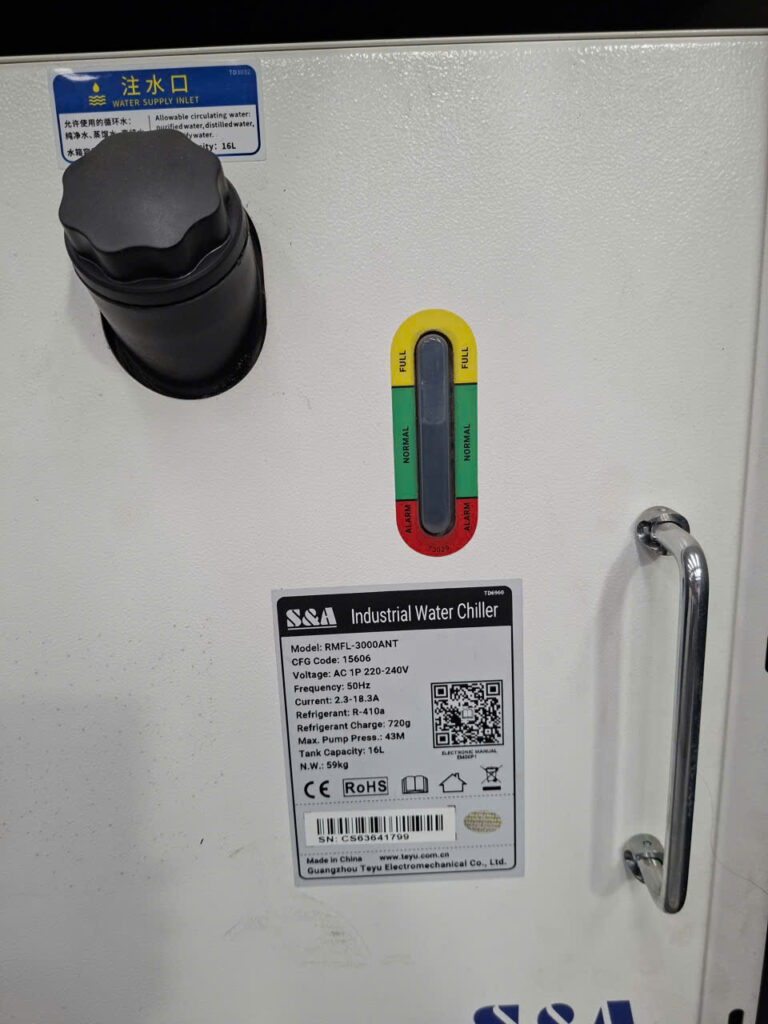 TD3032
注水口
WATER SUPPLY INLET
允许使用的循环水:
纯净水、蒸馏水、
水箱
Allowable circulating water:
purified water, distilled water,
water.
16L
FULL FULL
NORMAL NORMAL
ALARM ALARM
TD6960
S&A Industrial Water Chiller
Model: RMFL-3000ANT
CFG Code: 15606
Voltage: AC 1P 220-240V
Frequency: 50Hz
Current: 2.3-18.3A
Refrigerant: R-410a
Refrigerant Charge: 720g
Max. Pump Press.: 43M
Tank Capacity: 16L
N.W.: 59kg
ELECTRONIC MANUAL
CE RoHS
SN: CS63641799
Made in China www.teyu.com.cn
Guangzhou Teyu Electromechanical Co., Ltd.
S&A